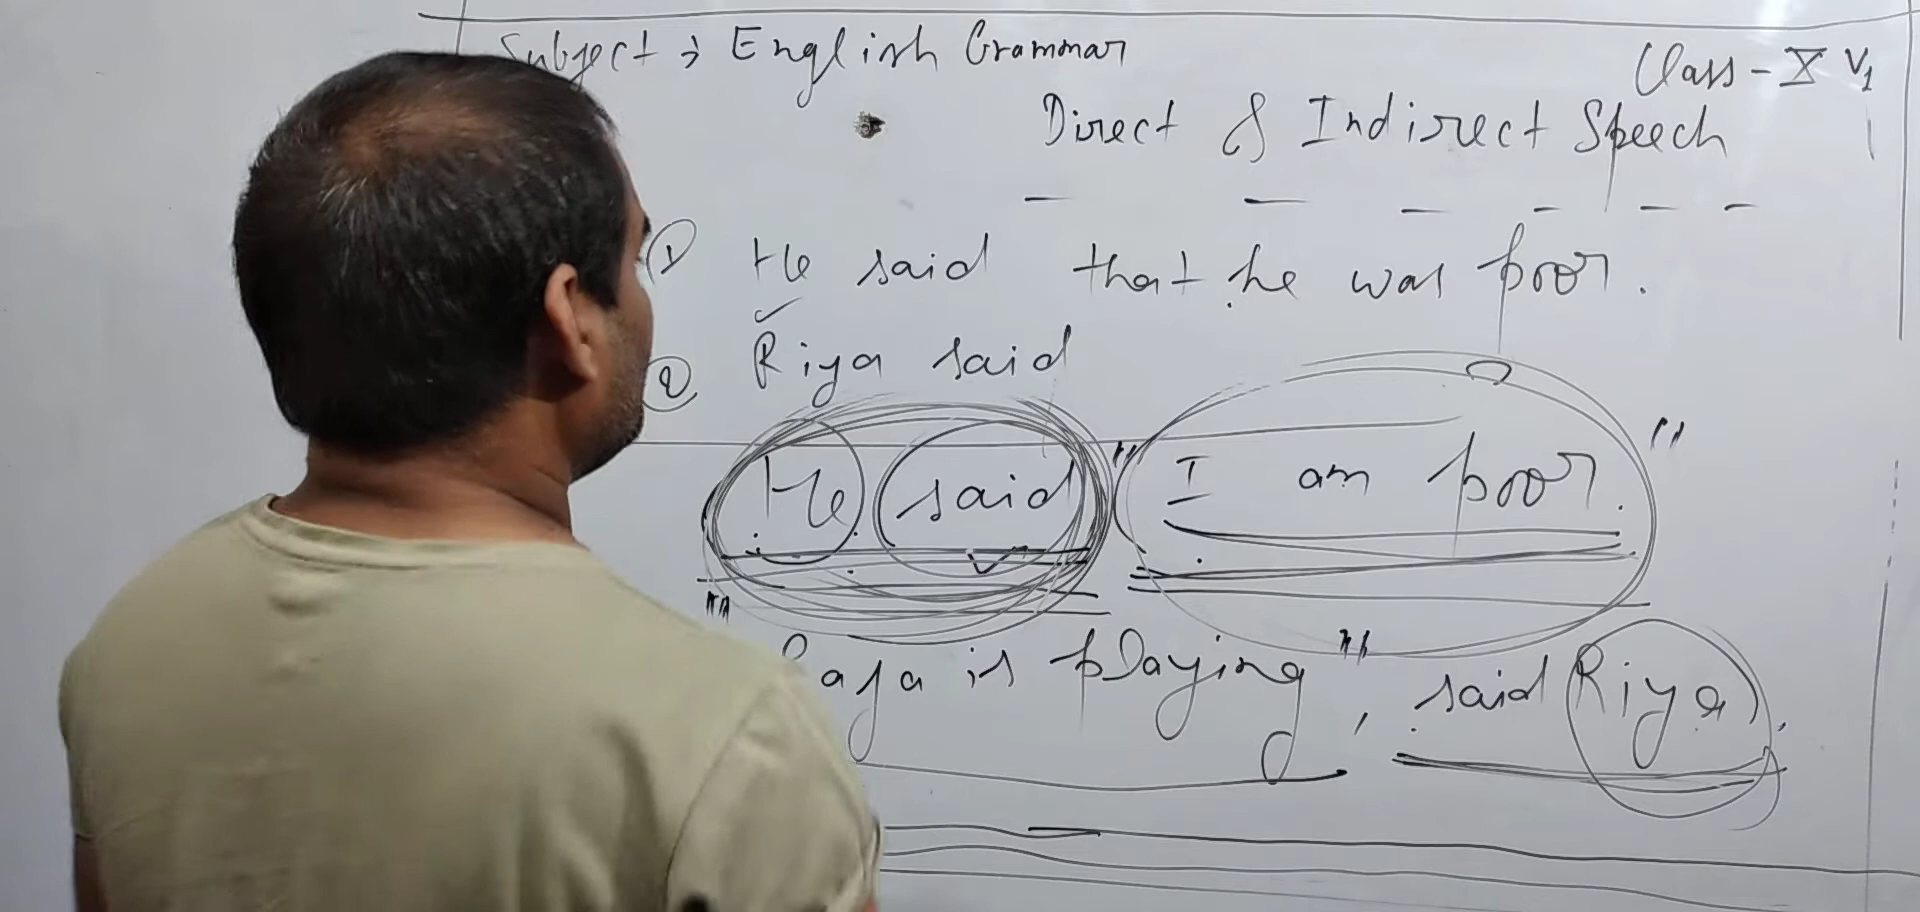 Subject → English Grammar
Class - X V1
Direct & Indirect Speech
① He said that he was poor.
② Riya said
He said "I am poor."
" Raja is playing", said Riya.